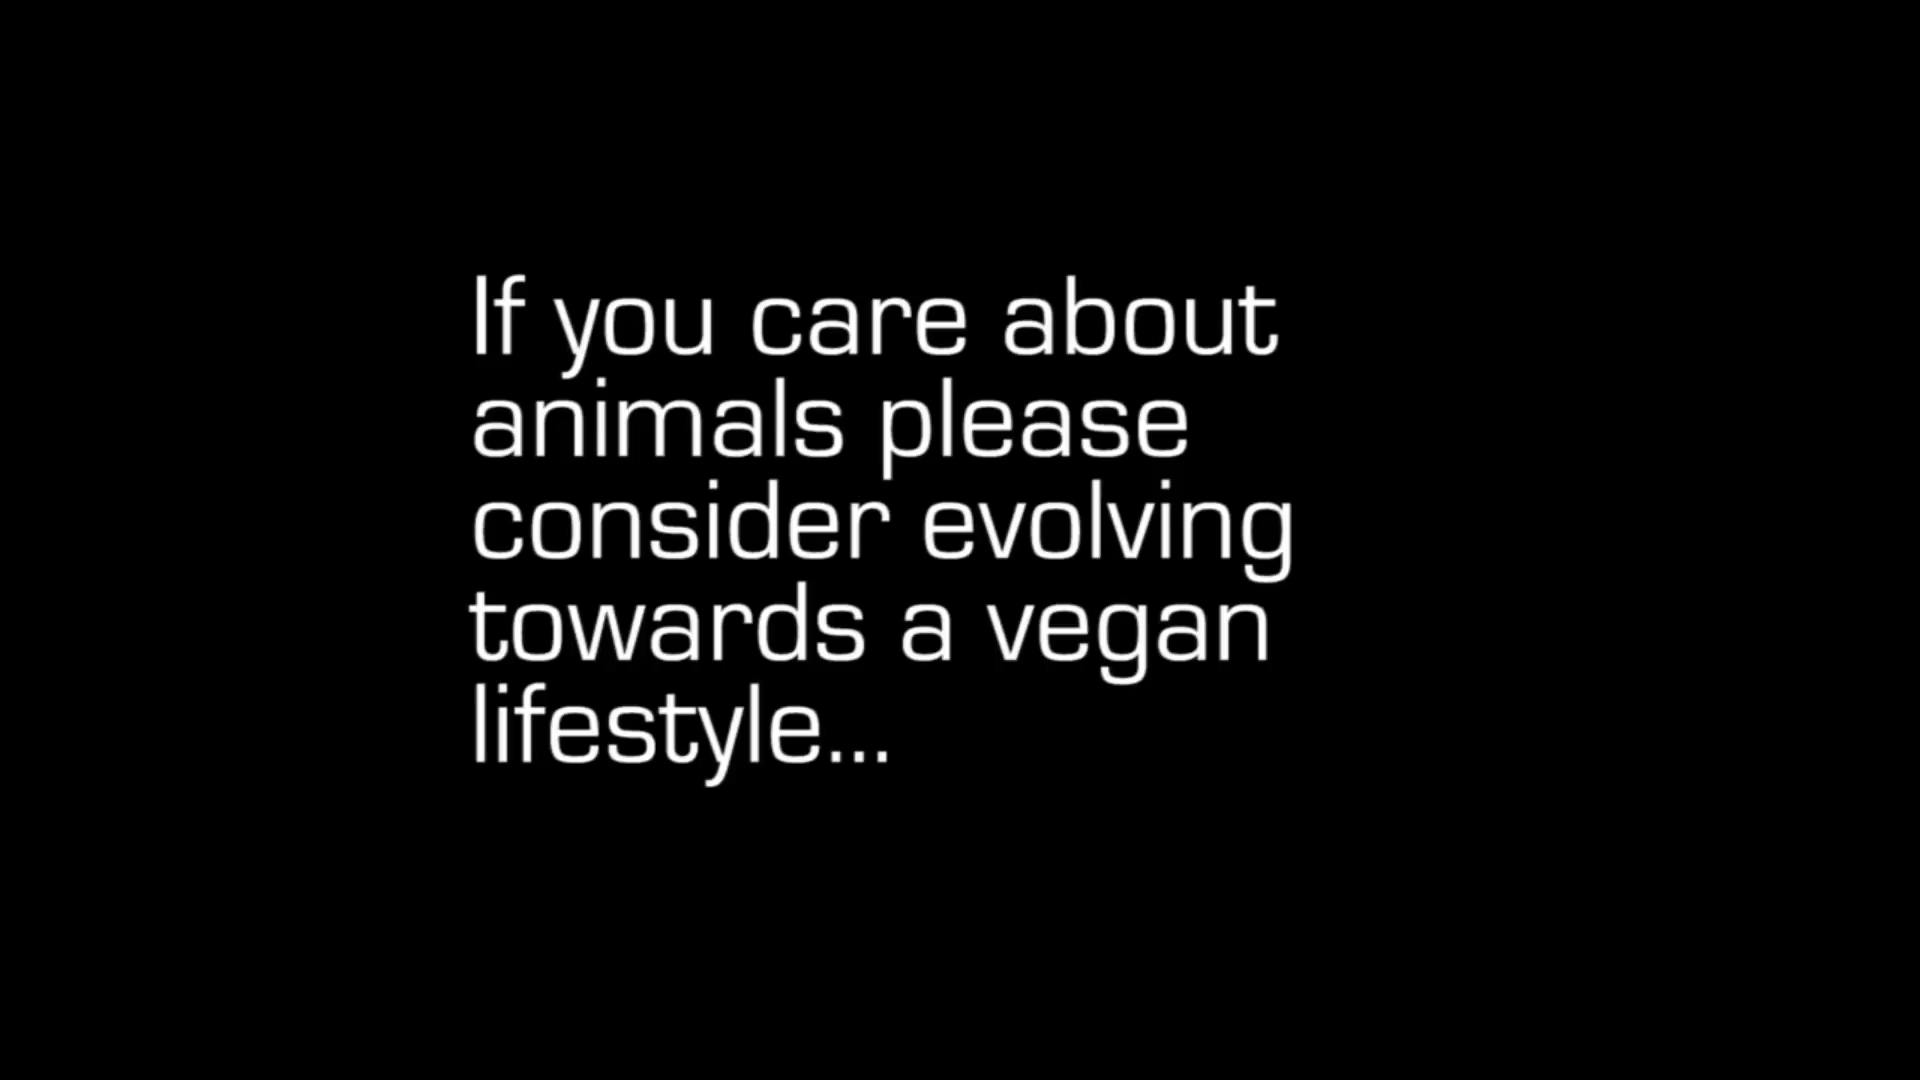 If you care about
animals please
consider evolving
towards a vegan
lifestyle...